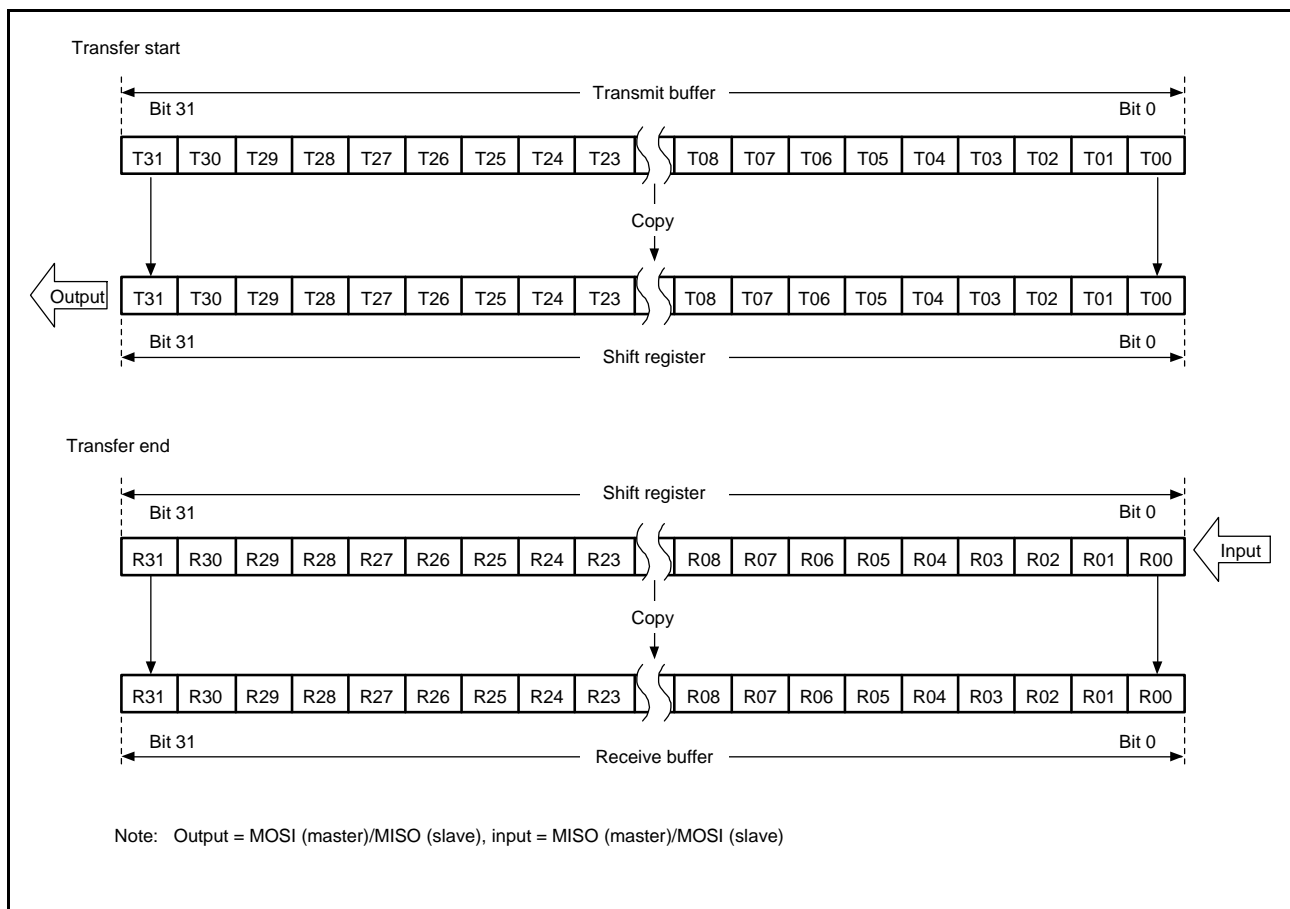 Transfer start
Transmit buffer
Bit 31 Bit 0
T31 T30 T29 T28 T27 T26 T25 T24 T23 T08 T07 T06 T05 T04 T03 T02 T01 T00
Copy
Output T31 T30 T29 T28 T27 T26 T25 T24 T23 T08 T07 T06 T05 T04 T03 T02 T01 T00
Bit 31 Bit 0
Shift register
Transfer end
Shift register
Bit 31 Bit 0
R31 R30 R29 R28 R27 R26 R25 R24 R23 R08 R07 R06 R05 R04 R03 R02 R01 R00 Input
Copy
R31 R30 R29 R28 R27 R26 R25 R24 R23 R08 R07 R06 R05 R04 R03 R02 R01 R00
Bit 31 Bit 0
Receive buffer
Note: Output = MOSI (master)/MISO (slave), input = MISO (master)/MOSI (slave)